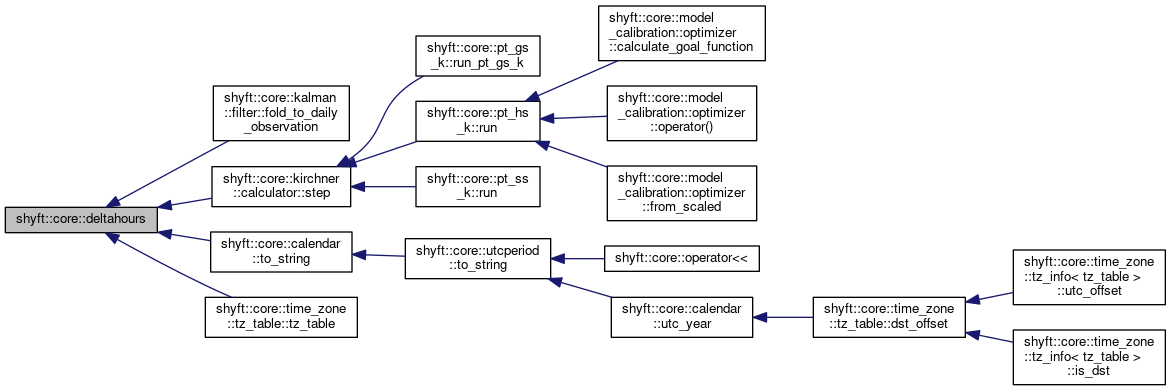 shyft::core::deltahours
shyft::core::kalman
::filter::fold_to_daily
_observation
shyft::core::kirchner
::calculator::step
shyft::core::calendar
::to_string
shyft::core::time_zone
::tz_table::tz_table
shyft::core::pt_gs
_k::run_pt_gs_k
shyft::core::pt_hs
_k::run
shyft::core::pt_ss
_k::run
shyft::core::utcperiod
::to_string
shyft::core::model
_calibration::optimizer
::calculate_goal_function
shyft::core::model
_calibration::optimizer
::operator()
shyft::core::model
_calibration::optimizer
::from_scaled
shyft::core::operator<<
shyft::core::calendar
::utc_year
shyft::core::time_zone
::tz_table::dst_offset
shyft::core::time_zone
::tz_info< tz_table >
::utc_offset
shyft::core::time_zone
::tz_info< tz_table >
::is_dst